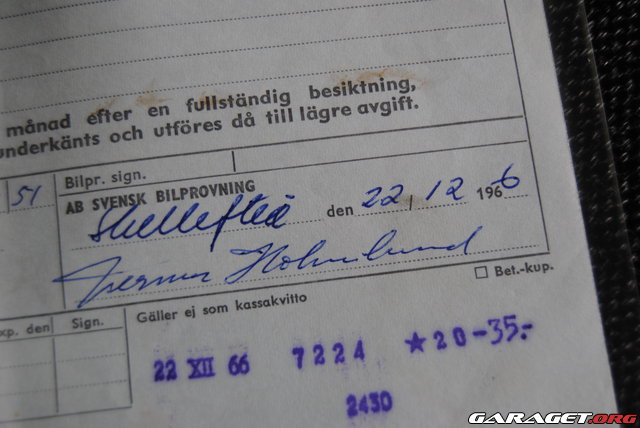 månad efter en fullständig besiktning,
underkänts och utföres då till lägre avgift.
51
Bilpr. sign.
AB SVENSK BILPROVNING
Skellefteå den 22/12 1966
Holmlund
Bet.-kup.
xp. den Sign.
Gäller ej som kassakvitto
22 XII 66 7224 ★20-35:-
2430
GARAGET.ORG